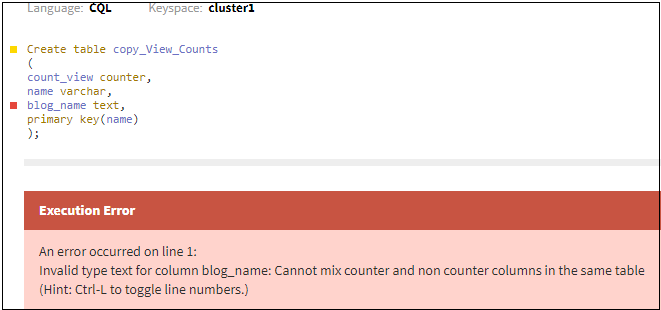 Language: CQL Keyspace: cluster1
Create table copy_View_Counts
(
count_view counter,
name varchar,
blog_name text,
primary key(name)
);
Execution Error
An error occurred on line 1:
Invalid type text for column blog_name: Cannot mix counter and non counter columns in the same table
(Hint: Ctrl-L to toggle line numbers.)